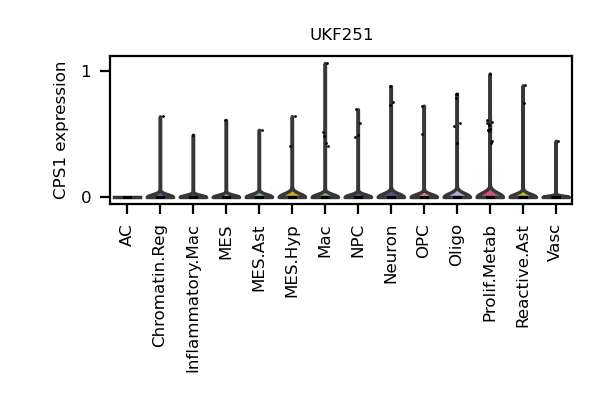 UKF251
CPS1 expression
1
0
AC
Chromatin.Reg
Inflammatory.Mac
MES
MES.Ast
MES.Hyp
Mac
NPC
Neuron
OPC
Oligo
Prolif.Metab
Reactive.Ast
Vasc